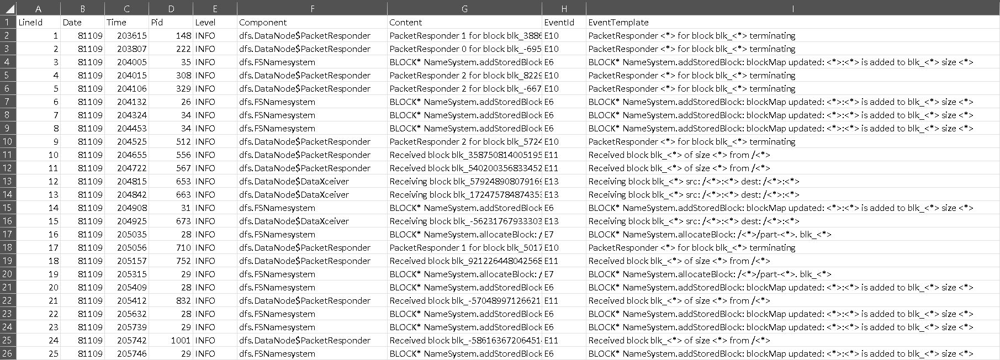 A B C D E F G H I
1 LineId Date Time Pid Level Component Content EventId EventTemplate
2 1 81109 203615 148 INFO dfs.DataNode$PacketResponder PacketResponder 1 for block blk_3886 E10 PacketResponder <*> for block blk_<*> terminating
3 2 81109 203807 222 INFO dfs.DataNode$PacketResponder PacketResponder 0 for block blk_-695 E10 PacketResponder <*> for block blk_<*> terminating
4 3 81109 204005 35 INFO dfs.FSNamesystem BLOCK* NameSystem.addStoredBlock E6 BLOCK* NameSystem.addStoredBlock: blockMap updated: <*>:<*> is added to blk_<*> size <*>
5 4 81109 204015 308 INFO dfs.DataNode$PacketResponder PacketResponder 2 for block blk_8229 E10 PacketResponder <*> for block blk_<*> terminating
6 5 81109 204106 329 INFO dfs.DataNode$PacketResponder PacketResponder 2 for block blk_-667 E10 PacketResponder <*> for block blk_<*> terminating
7 6 81109 204132 26 INFO dfs.FSNamesystem BLOCK* NameSystem.addStoredBlock E6 BLOCK* NameSystem.addStoredBlock: blockMap updated: <*>:<*> is added to blk_<*> size <*>
8 7 81109 204324 34 INFO dfs.FSNamesystem BLOCK* NameSystem.addStoredBlock E6 BLOCK* NameSystem.addStoredBlock: blockMap updated: <*>:<*> is added to blk_<*> size <*>
9 8 81109 204453 34 INFO dfs.FSNamesystem BLOCK* NameSystem.addStoredBlock E6 BLOCK* NameSystem.addStoredBlock: blockMap updated: <*>:<*> is added to blk_<*> size <*>
10 9 81109 204525 512 INFO dfs.DataNode$PacketResponder PacketResponder 2 for block blk_5724 E10 PacketResponder <*> for block blk_<*> terminating
11 10 81109 204655 556 INFO dfs.DataNode$PacketResponder Received block blk_358750814005195 E11 Received block blk_<*> of size <*> from /<*>
12 11 81109 204722 567 INFO dfs.DataNode$PacketResponder Received block blk_540200356833452 E11 Received block blk_<*> of size <*> from /<*>
13 12 81109 204815 653 INFO dfs.DataNode$DataXceiver Receiving block blk_579248908079169 E13 Receiving block blk_<*> src: /<*>:<*> dest: /<*>:<*>
14 13 81109 204842 663 INFO dfs.DataNode$DataXceiver Receiving block blk_172475784874353 E13 Receiving block blk_<*> src: /<*>:<*> dest: /<*>:<*>
15 14 81109 204908 31 INFO dfs.FSNamesystem BLOCK* NameSystem.addStoredBlock E6 BLOCK* NameSystem.addStoredBlock: blockMap updated: <*>:<*> is added to blk_<*> size <*>
16 15 81109 204925 673 INFO dfs.DataNode$DataXceiver Receiving block blk_-56231767933303 E13 Receiving block blk_<*> src: /<*>:<*> dest: /<*>:<*>
17 16 81109 205035 28 INFO dfs.FSNamesystem BLOCK* NameSystem.allocateBlock: / E7 BLOCK* NameSystem.allocateBlock: /<*>/part-<*>. blk_<*>
18 17 81109 205056 710 INFO dfs.DataNode$PacketResponder PacketResponder 1 for block blk_5017 E10 PacketResponder <*> for block blk_<*> terminating
19 18 81109 205157 752 INFO dfs.DataNode$PacketResponder Received block blk_921226448042568 E11 Received block blk_<*> of size <*> from /<*>
20 19 81109 205315 29 INFO dfs.FSNamesystem BLOCK* NameSystem.allocateBlock: / E7 BLOCK* NameSystem.allocateBlock: /<*>/part-<*>. blk_<*>
21 20 81109 205409 28 INFO dfs.FSNamesystem BLOCK* NameSystem.addStoredBlock E6 BLOCK* NameSystem.addStoredBlock: blockMap updated: <*>:<*> is added to blk_<*> size <*>
22 21 81109 205412 832 INFO dfs.DataNode$PacketResponder Received block blk_-57048997126621 E11 Received block blk_<*> of size <*> from /<*>
23 22 81109 205632 28 INFO dfs.FSNamesystem BLOCK* NameSystem.addStoredBlock E6 BLOCK* NameSystem.addStoredBlock: blockMap updated: <*>:<*> is added to blk_<*> size <*>
24 23 81109 205739 29 INFO dfs.FSNamesystem BLOCK* NameSystem.addStoredBlock E6 BLOCK* NameSystem.addStoredBlock: blockMap updated: <*>:<*> is added to blk_<*> size <*>
25 24 81109 205742 1001 INFO dfs.DataNode$PacketResponder Received block blk_-5861636720645 E11 Received block blk_<*> of size <*> from /<*>
26 25 81109 205746 29 INFO dfs.FSNamesystem BLOCK* NameSystem.addStoredBlock E6 BLOCK* NameSystem.addStoredBlock: blockMap updated: <*>:<*> is added to blk_<*> size <*>